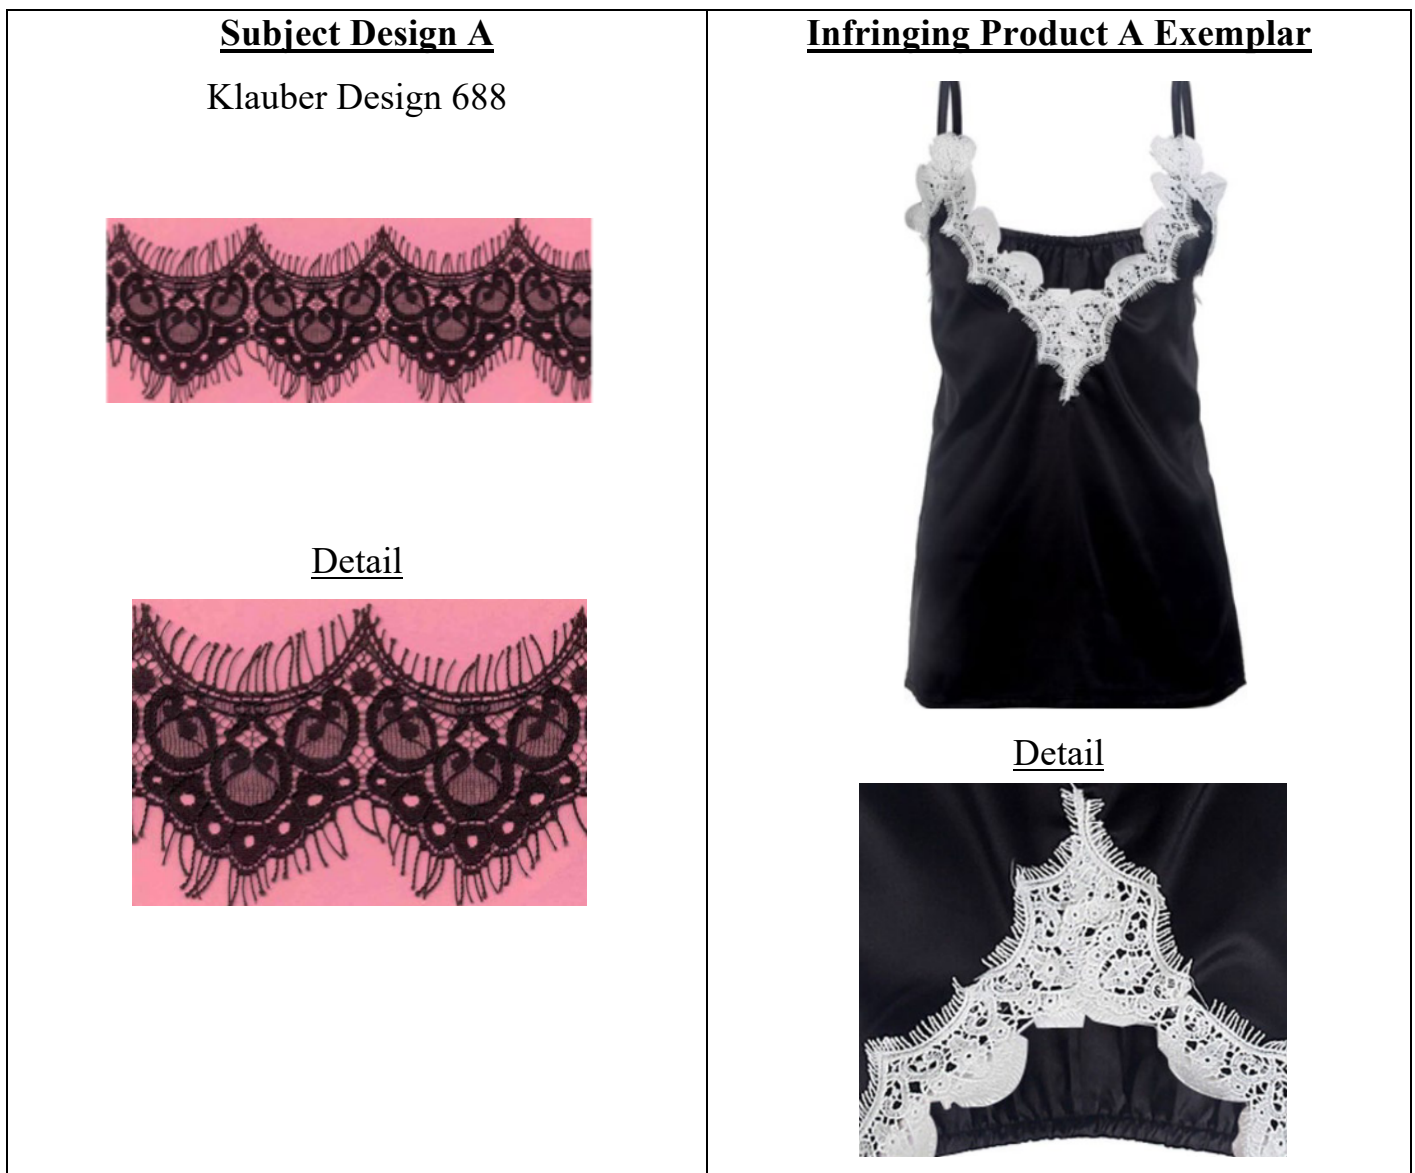 Subject Design A
Klauber Design 688
Detail
Infringing Product A Exemplar
Detail